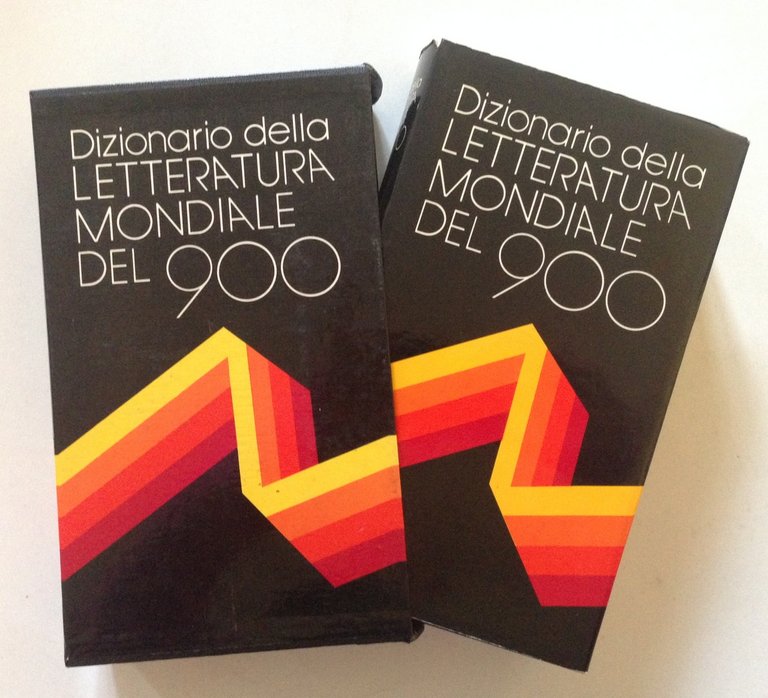 Dizionario della
LETTERATURA
MONDIALE
DEL 900
Dizionario della
LETTERATURA
MONDIALE
DEL 900